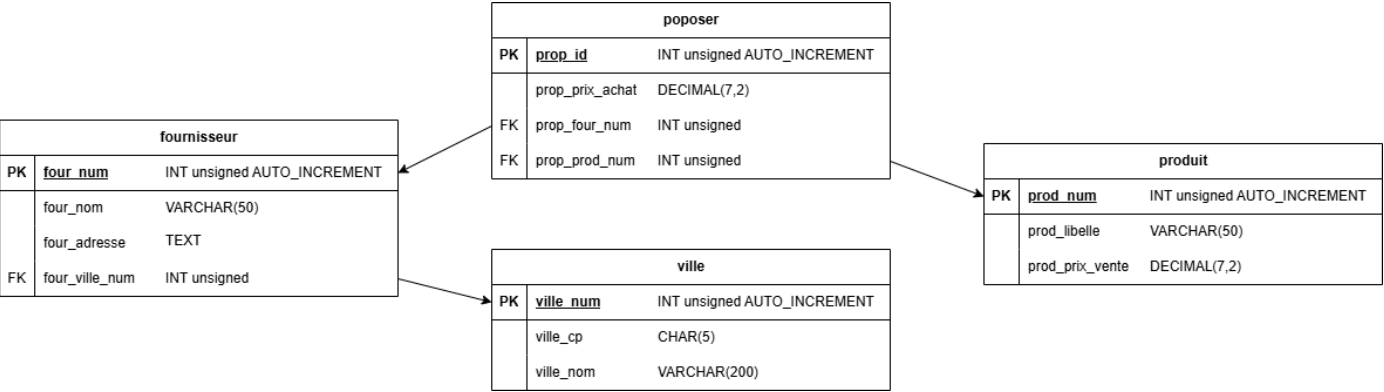 poposer
PK prop_id INT unsigned AUTO_INCREMENT
prop_prix_achat DECIMAL(7,2)
FK prop_four_num INT unsigned
FK prop_prod_num INT unsigned
fournisseur
PK four_num INT unsigned AUTO_INCREMENT
four_nom VARCHAR(50)
four_adresse TEXT
FK four_ville_num INT unsigned
produit
PK prod_num INT unsigned AUTO_INCREMENT
prod_libelle VARCHAR(50)
prod_prix_vente DECIMAL(7,2)
ville
PK ville_num INT unsigned AUTO_INCREMENT
ville_cp CHAR(5)
ville_nom VARCHAR(200)